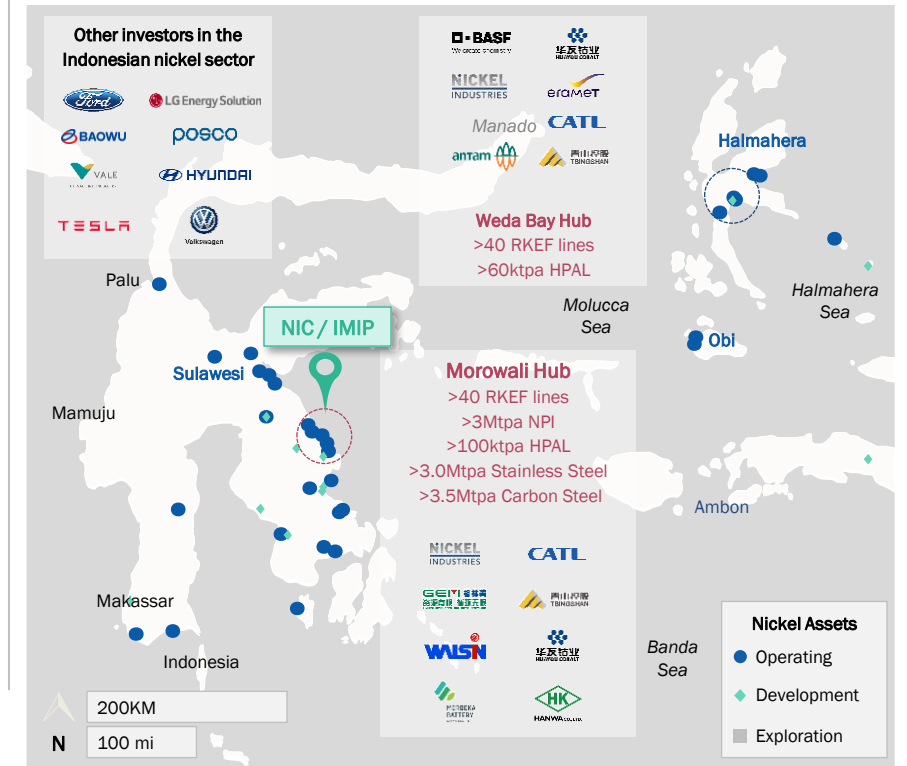 Other investors in the
Indonesian nickel sector
Ford
LG Energy Solution
BAOWU
posco
VALE
HYUNDAI
TESLA
Volkswagen
BASF
We create chemistry
华友钴业
HUAYOU COBALT
NICKEL
INDUSTRIES
eramet
Manado
CATL
antam
青山控股
TSINGSHAN
Weda Bay Hub
>40 RKEF lines
>60ktpa HPAL
Halmahera
Palu
Halmahera
Sea
Molucca
Sea
NIC / IMIP
Obi
Sulawesi
Morowali Hub
>40 RKEF lines
>3Mtpa NPI
>100ktpa HPAL
>3.0Mtpa Stainless Steel
>3.5Mtpa Carbon Steel
Mamuju
Ambon
NICKEL
INDUSTRIES
CATL
GEM 格林美
青山控股
TSINGSHAN
WALSIN
华友钴业
HUAYOU COBALT
MERDEKA
BATTERY
HK
HANWA CO., LTD.
Makassar
Indonesia
Banda
Sea
Nickel Assets
Operating
Development
Exploration
200KM
N
100 mi